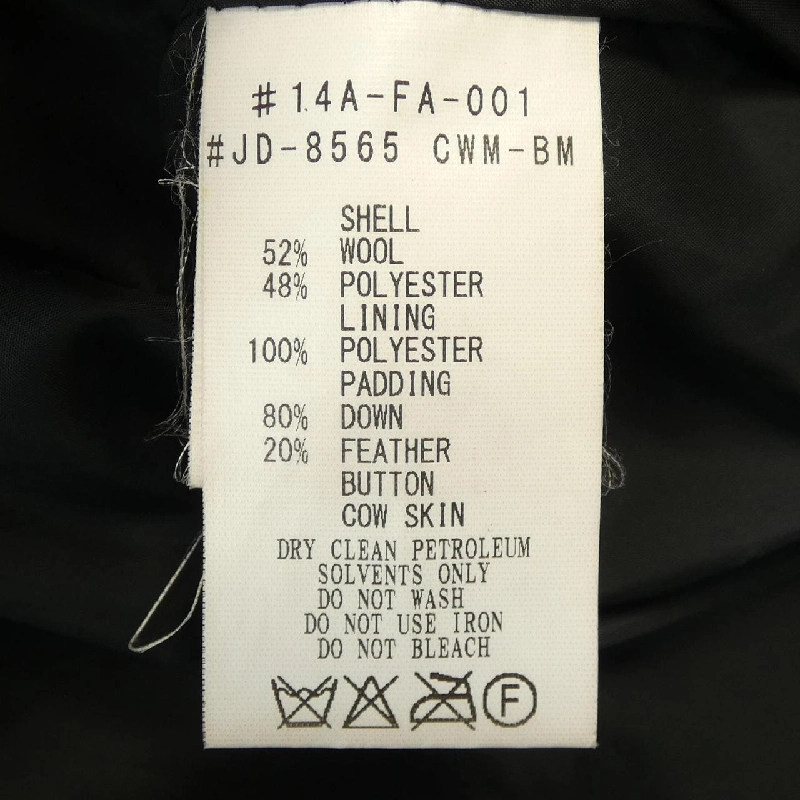 #14A-FA-001
#JD-8565 CWM-BM
SHELL
52% WOOL
48% POLYESTER
LINING
100% POLYESTER
PADDING
80% DOWN
20% FEATHER
BUTTON
COW SKIN
DRY CLEAN PETROLEUM
SOLVENTS ONLY
DO NOT WASH
DO NOT USE IRON
DO NOT BLEACH
F